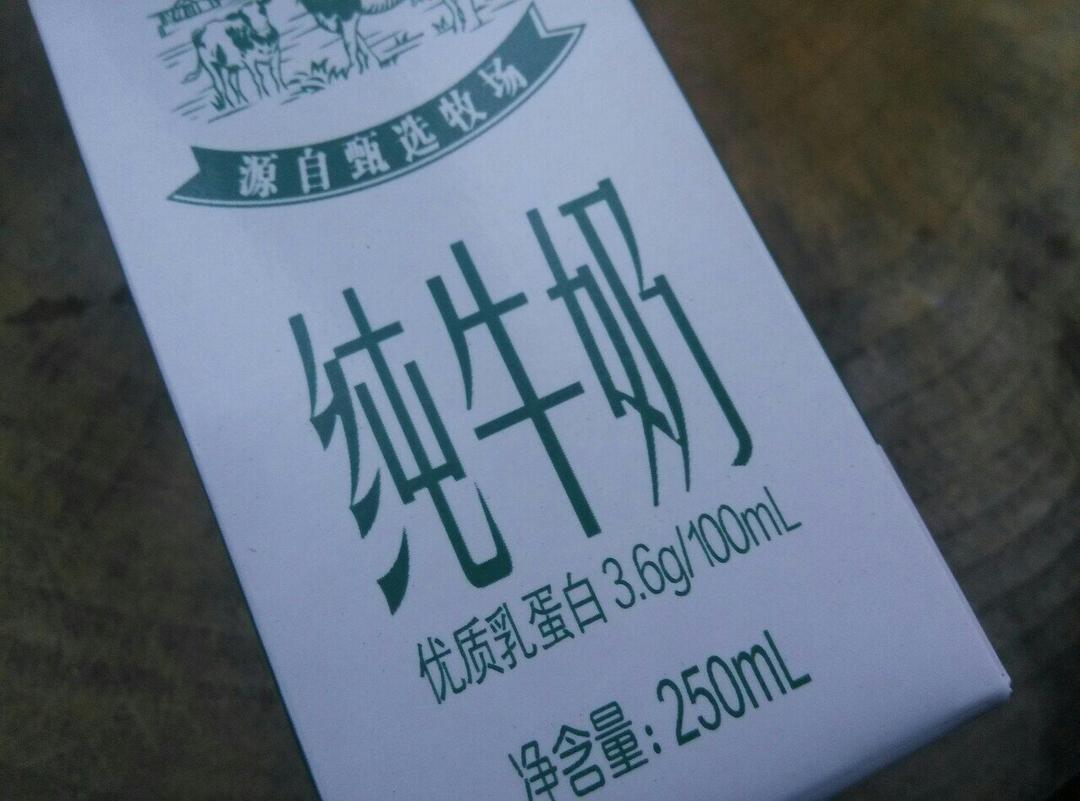 源自甄选牧场
纯牛奶
优质乳蛋白 3.6g/100mL
净含量：250mL